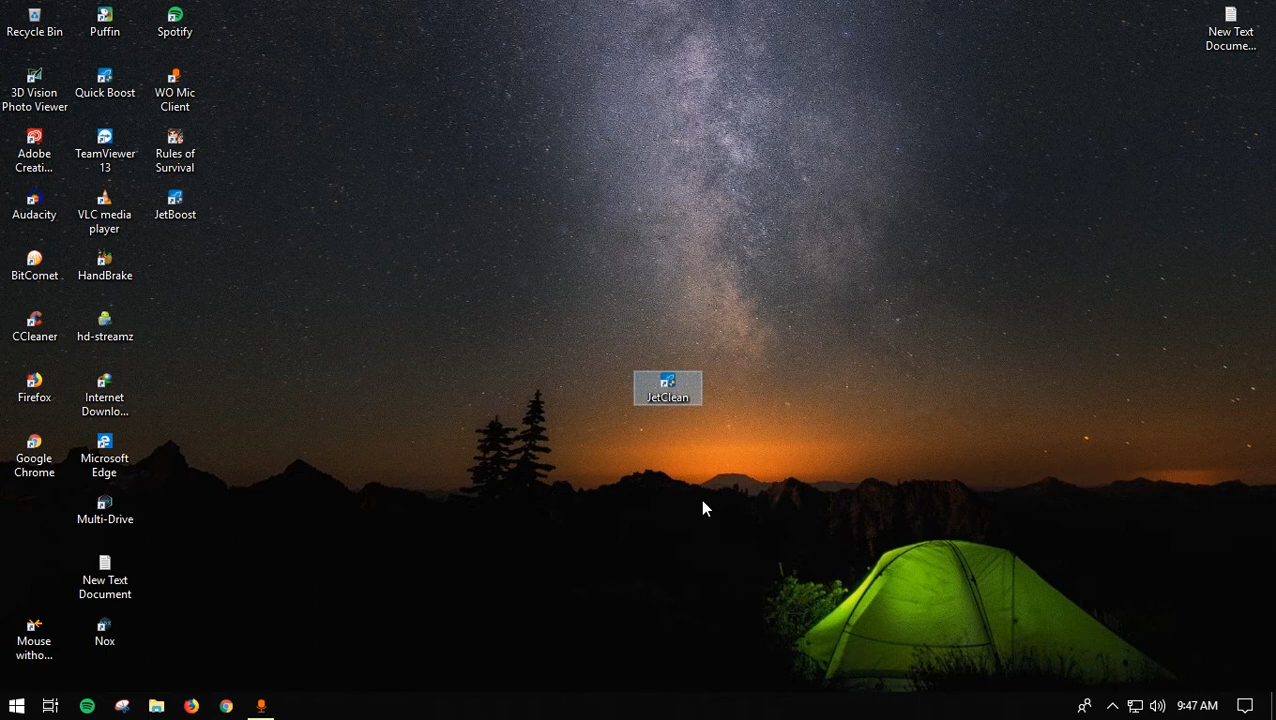 Recycle Bin
Puffin
Spotify
New Text
Docume...
3D Vision
Photo Viewer
Quick Boost
WO Mic
Client
Adobe
Creati...
TeamViewer
13
Rules of
Survival
Audacity
VLC media
player
JetBoost
BitComet
HandBrake
CCleaner
hd-streamz
Firefox
Internet
Downlo...
JetClean
Google
Chrome
Microsoft
Edge
Multi-Drive
New Text
Document
Mouse
witho...
Nox
9:47 AM